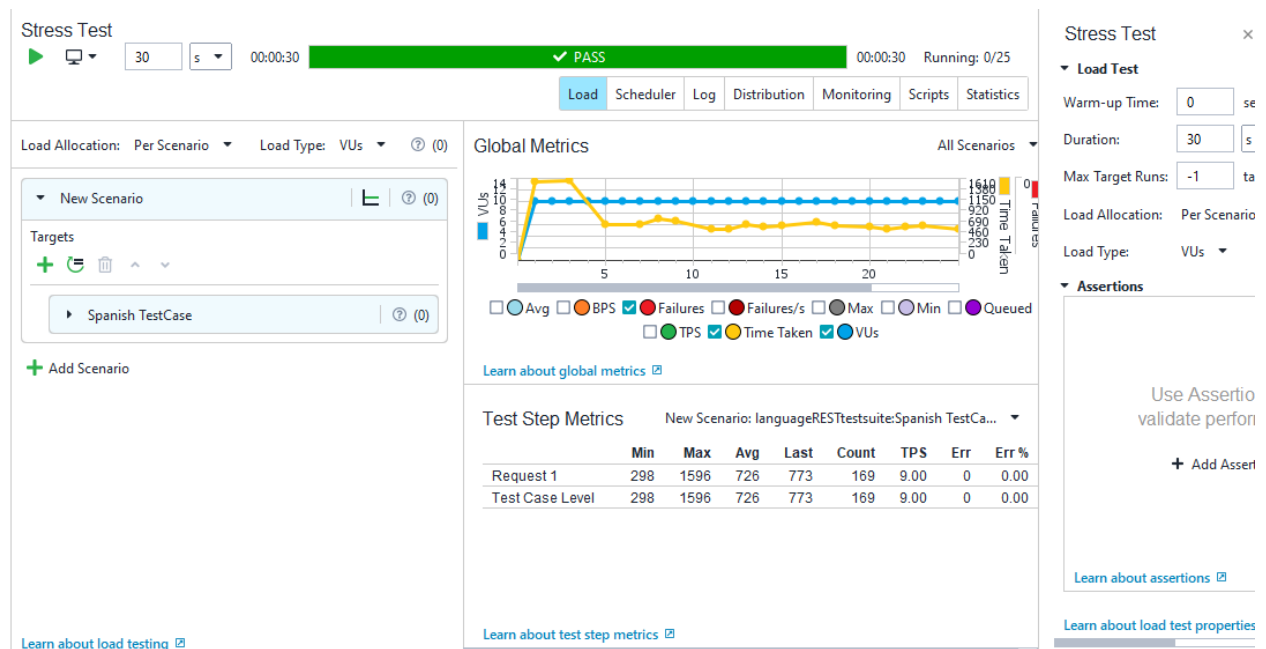 Stress Test
30 s 00:00:30 PASS 00:00:30 Running: 0/25
Load Scheduler Log Distribution Monitoring Scripts Statistics
Load Allocation: Per Scenario Load Type: VUs (0)
New Scenario (0)
Targets
Spanish TestCase (0)
Add Scenario
Learn about load testing
Global Metrics All Scenarios
VUs
14
12
10
8
6
4
2
0
1610
1380
1150
920
690
460
230
0
Time Taken
0
Failures
5 10 15 20
Avg BPS Failures Failures/s Max Min Queued
TPS Time Taken VUs
Learn about global metrics
Test Step Metrics New Scenario: languageRESTtestsuite:Spanish TestCa...
Min Max Avg Last Count TPS Err Err %
Request 1 298 1596 726 773 169 9.00 0 0.00
Test Case Level 298 1596 726 773 169 9.00 0 0.00
Learn about test step metrics
Stress Test
Load Test
Warm-up Time: 0 se
Duration: 30 s
Max Target Runs: -1 ta
Load Allocation: Per Scenario
Load Type: VUs
Assertions
Use Assertio
validate perfor
Add Assert
Learn about assertions
Learn about load test properties